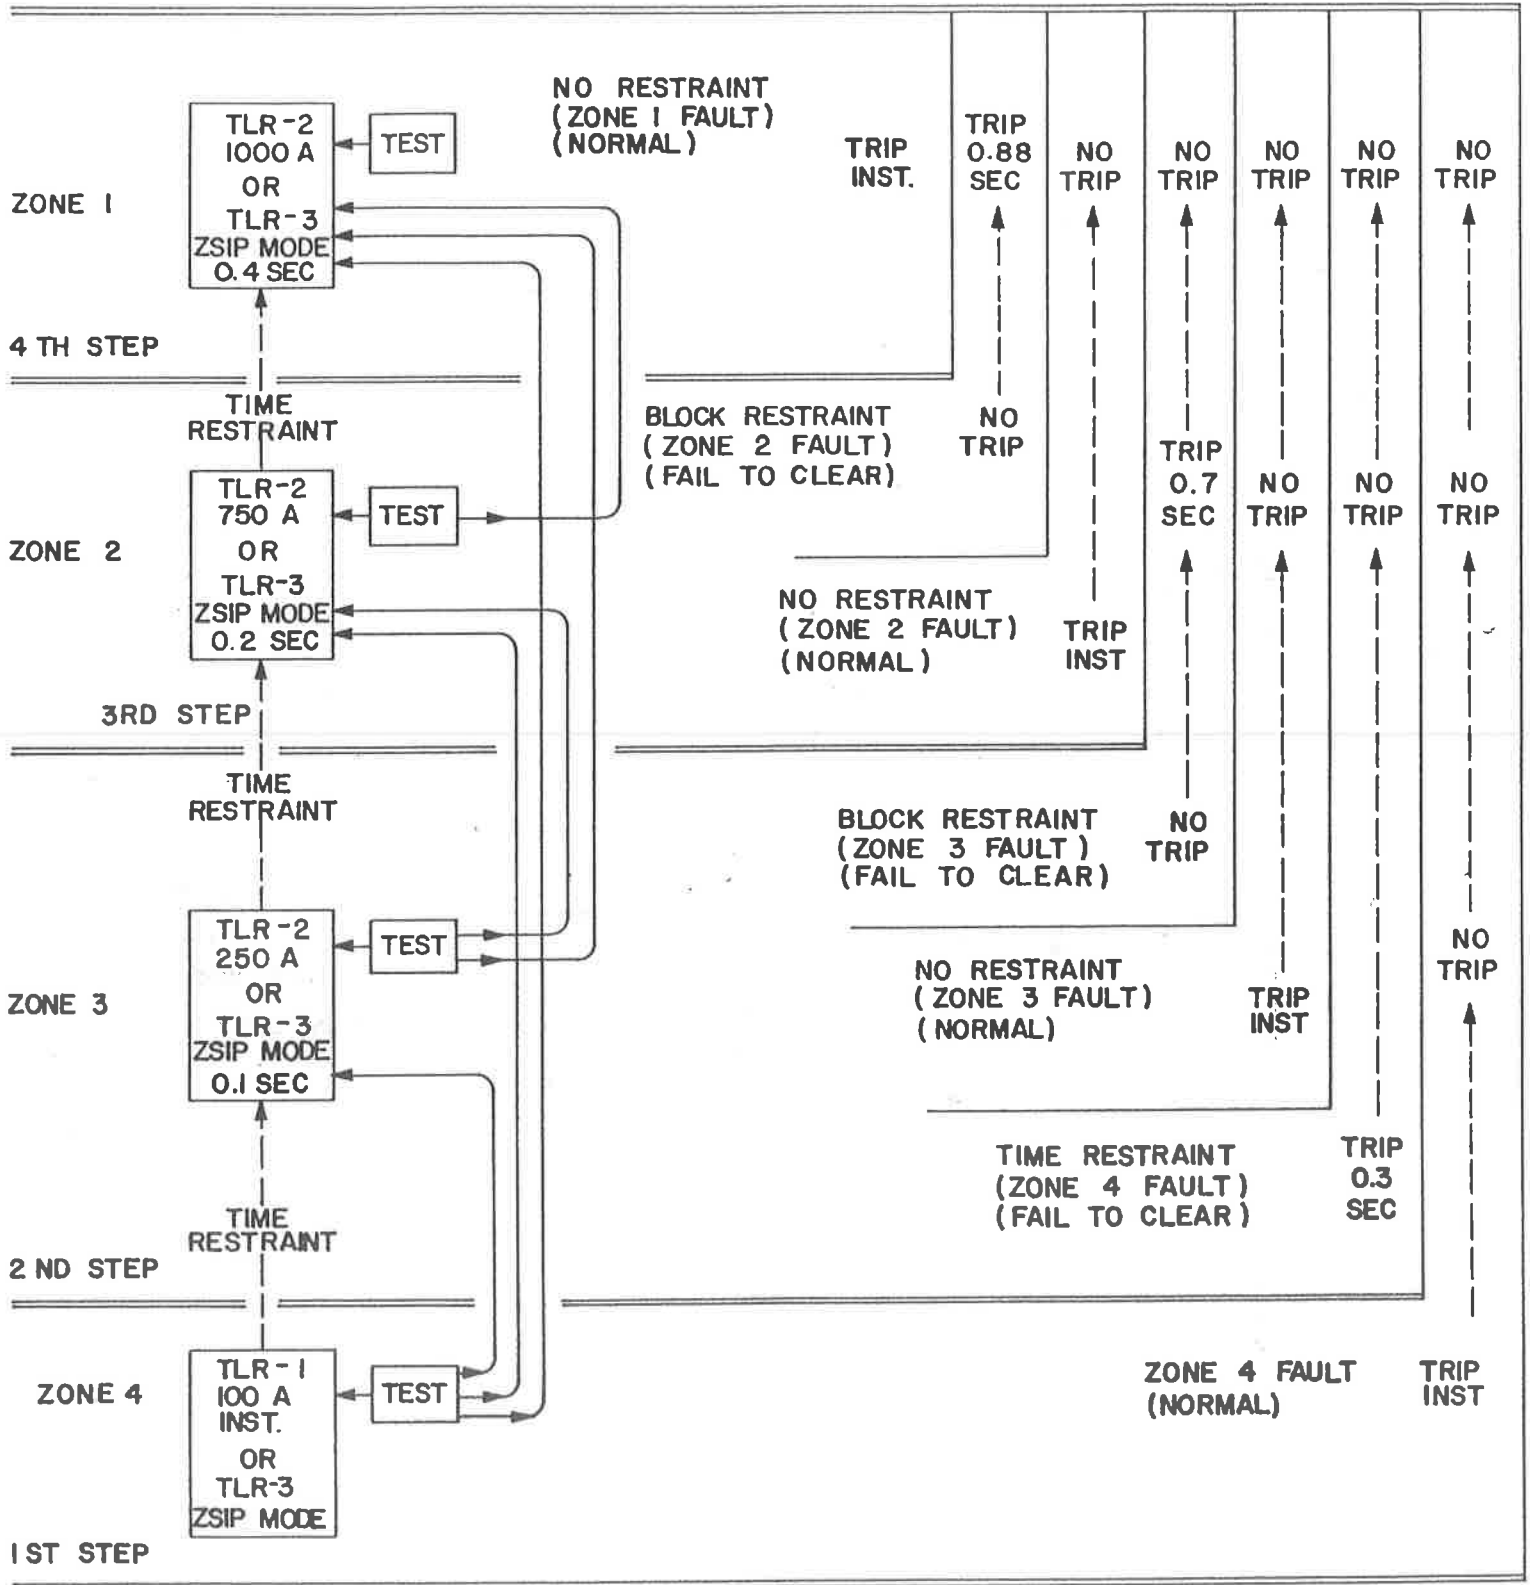 NO RESTRAINT
(ZONE 1 FAULT)
(NORMAL)
TLR-2
1000 A
OR
TLR-3
ZSIP MODE
0.4 SEC
TEST
ZONE 1
TRIP
INST.
TRIP
0.88
SEC
NO
TRIP
NO
TRIP
NO
TRIP
NO
TRIP
NO
TRIP
4 TH STEP
TIME
RESTRAINT
BLOCK RESTRAINT
(ZONE 2 FAULT)
(FAIL TO CLEAR)
NO
TRIP
TLR-2
750 A
OR
TLR-3
ZSIP MODE
0.2 SEC
TEST
ZONE 2
TRIP
0.7
SEC
NO
TRIP
NO
TRIP
NO
TRIP
NO RESTRAINT
(ZONE 2 FAULT)
(NORMAL)
TRIP
INST
3RD STEP
TIME
RESTRAINT
BLOCK RESTRAINT
(ZONE 3 FAULT)
(FAIL TO CLEAR)
NO
TRIP
TLR-2
250 A
OR
TLR-3
ZSIP MODE
0.1 SEC
TEST
ZONE 3
NO
TRIP
NO RESTRAINT
(ZONE 3 FAULT)
(NORMAL)
TRIP
INST
TIME RESTRAINT
(ZONE 4 FAULT)
(FAIL TO CLEAR)
TRIP
0.3
SEC
TIME
RESTRAINT
2 ND STEP
TLR-1
100 A
INST.
OR
TLR-3
ZSIP MODE
TEST
ZONE 4
ZONE 4 FAULT
(NORMAL)
TRIP
INST
1ST STEP